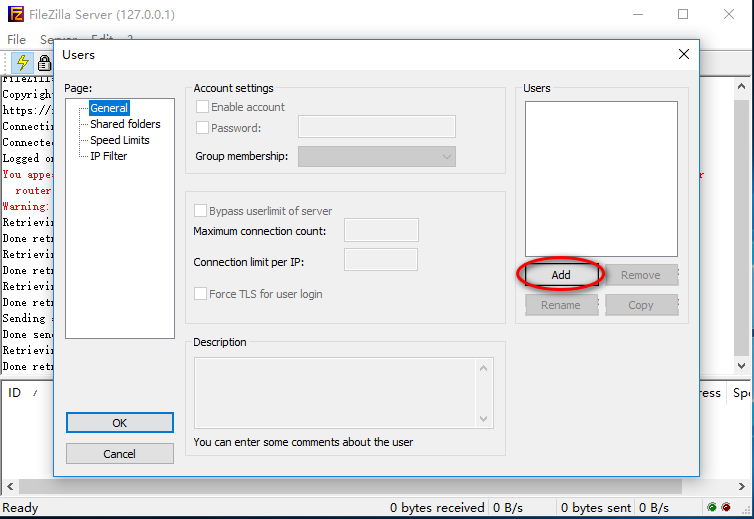 FileZilla Server (127.0.0.1)
File Server Edit ?
Users
Page:
General
Shared folders
Speed Limits
IP Filter
OK
Cancel
Account settings
Enable account
Password:
Group membership:
Bypass userlimit of server
Maximum connection count:
Connection limit per IP:
Force TLS for user login
Description
You can enter some comments about the user
Users
Add
Remove
Rename
Copy
Copyrigh
https://
Connectin
Connected
Logged on
You appea
router
Warning:
Retrievin
Done retr
Retrievin
Done retr
Retrievin
Done retr
Sending
Done send
Retrievin
Done retr
ID /
ress Spe
Ready
0 bytes received 0 B/s
0 bytes sent 0 B/s